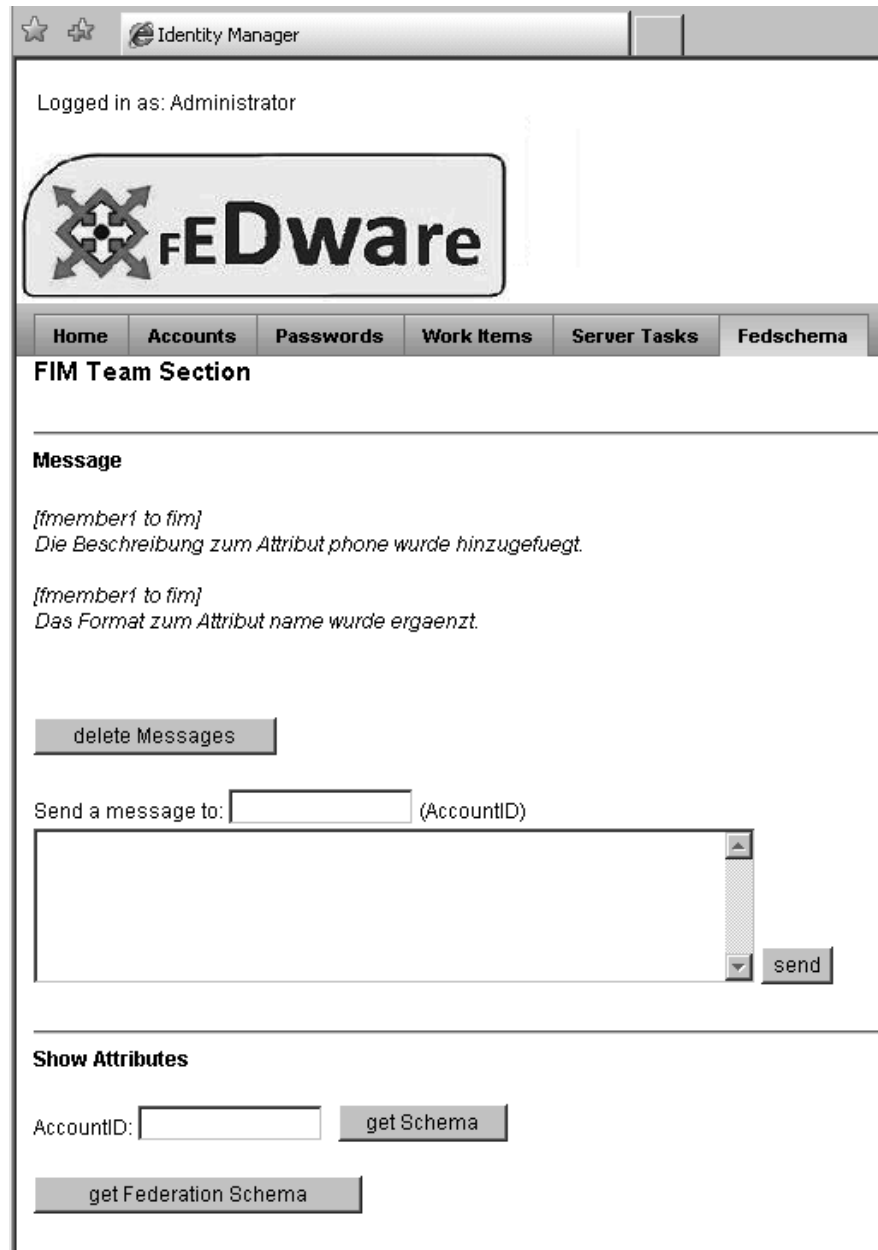 Identity Manager
Logged in as: Administrator
FEDware
Home Accounts Passwords Work Items Server Tasks Fedschema
FIM Team Section
Message
[fmember1 to fim]
Die Beschreibung zum Attribut phone wurde hinzugefuegt.
[fmember1 to fim]
Das Format zum Attribut name wurde ergaenzt.
delete Messages
Send a message to: (AccountID)
send
Show Attributes
AccountID: get Schema
get Federation Schema